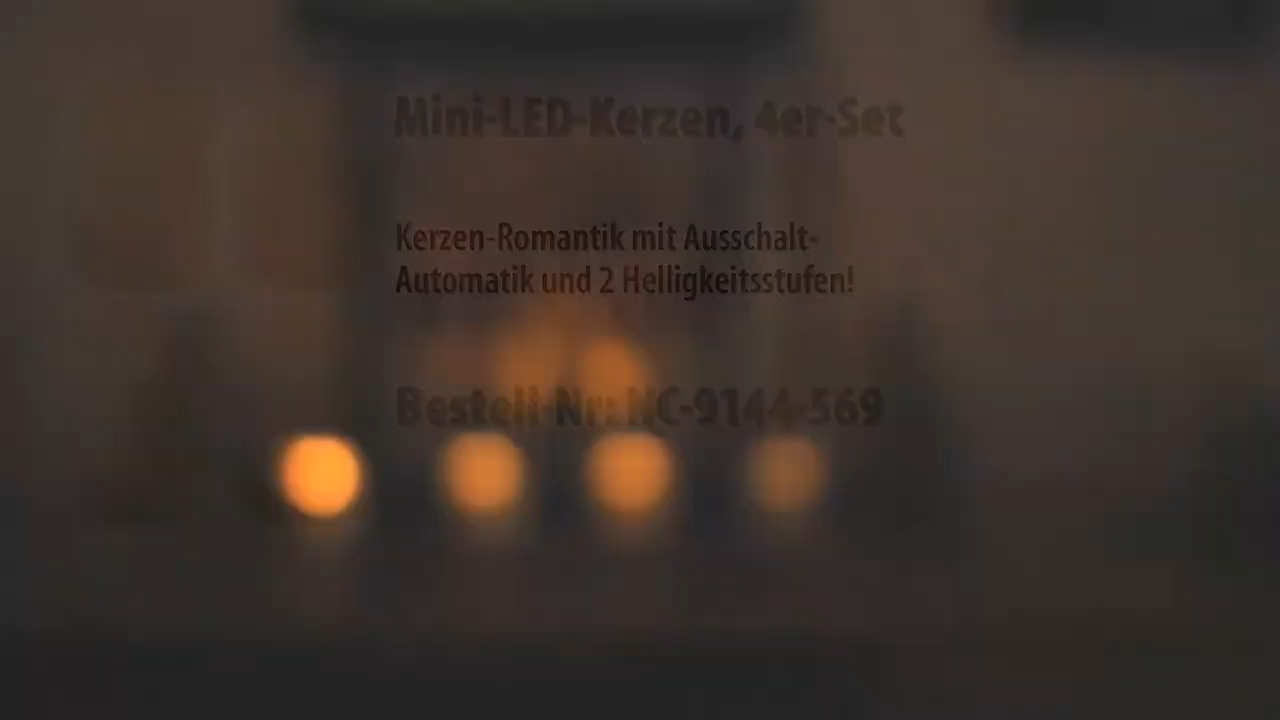 Mini-LED-Kerzen, 4er-Set
Kerzen-Romantik mit Ausschalt-
Automatik und 2 Helligkeitsstufen!
Bestell-Nr: NC-9144-569